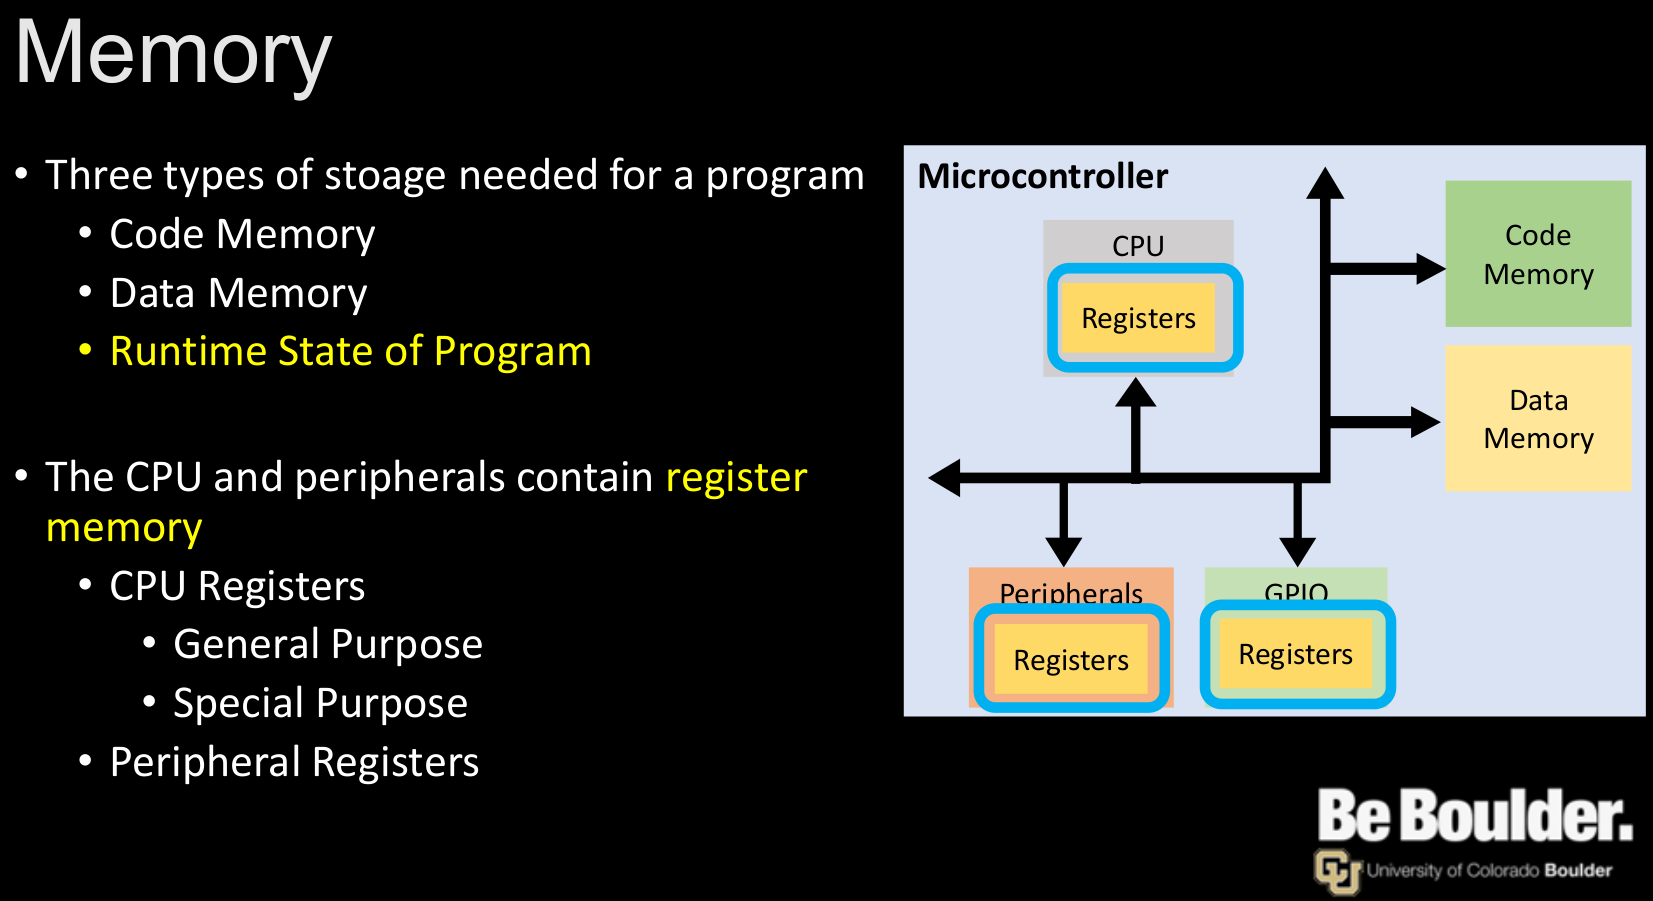 Memory
• Three types of stoage needed for a program
• Code Memory
• Data Memory
• Runtime State of Program
• The CPU and peripherals contain register
memory
• CPU Registers
• General Purpose
• Special Purpose
• Peripheral Registers
Microcontroller
CPU
Registers
Code
Memory
Data
Memory
Peripherals
Registers
GPIO
Registers
Be Boulder.
CU
University of Colorado Boulder